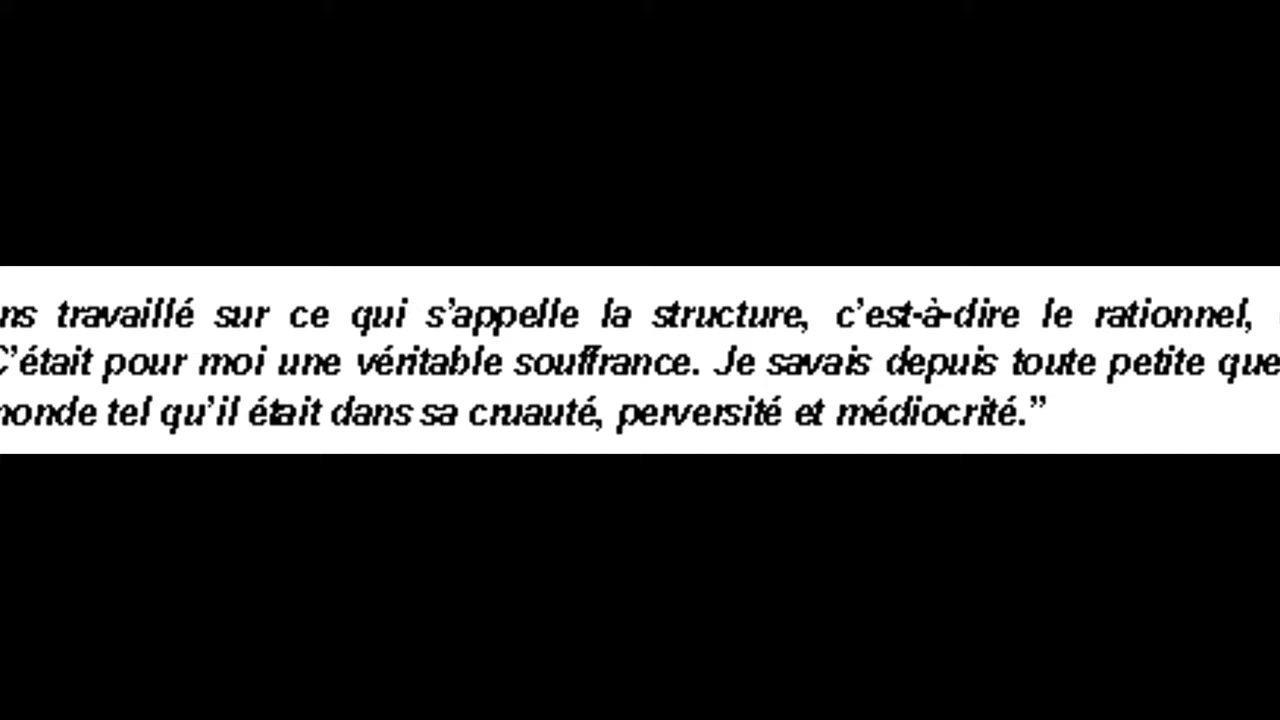 ns travaillé sur ce qui s’appelle la structure, c’est-à-dire le rationnel,
C’était pour moi une véritable souffrance. Je savais depuis toute petite que
monde tel qu’il était dans sa cruauté, perversité et médiocrité.”